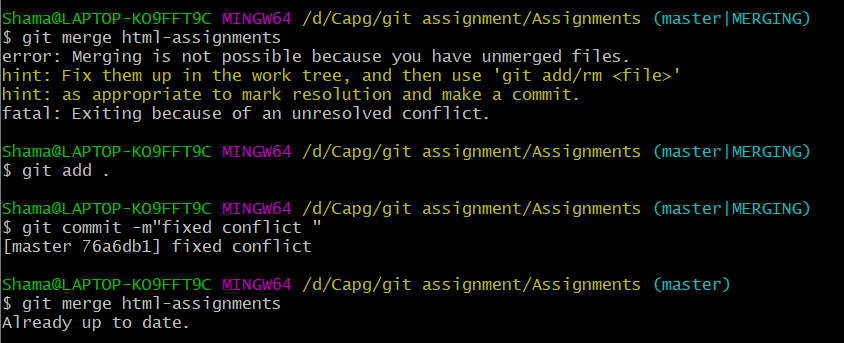 Shama@LAPTOP-KO9FFT9C MINGW64 /d/Capg/git assignment/Assignments (master|MERGING)
$ git merge html-assignments
error: Merging is not possible because you have unmerged files.
hint: Fix them up in the work tree, and then use 'git add/rm <file>'
hint: as appropriate to mark resolution and make a commit.
fatal: Exiting because of an unresolved conflict.
Shama@LAPTOP-KO9FFT9C MINGW64 /d/Capg/git assignment/Assignments (master|MERGING)
$ git add .
Shama@LAPTOP-KO9FFT9C MINGW64 /d/Capg/git assignment/Assignments (master|MERGING)
$ git commit -m"fixed conflict "
[master 76a6db1] fixed conflict
Shama@LAPTOP-KO9FFT9C MINGW64 /d/Capg/git assignment/Assignments (master)
$ git merge html-assignments
Already up to date.